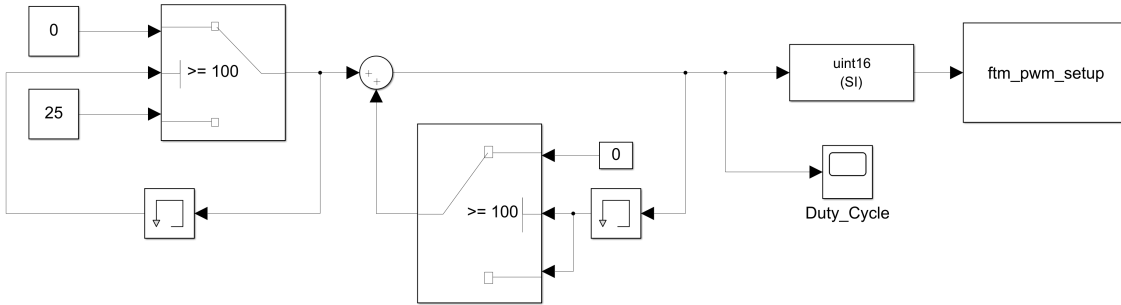 0
>= 100
25
uint16
(SI)
ftm_pwm_setup
0
>= 100
Duty_Cycle